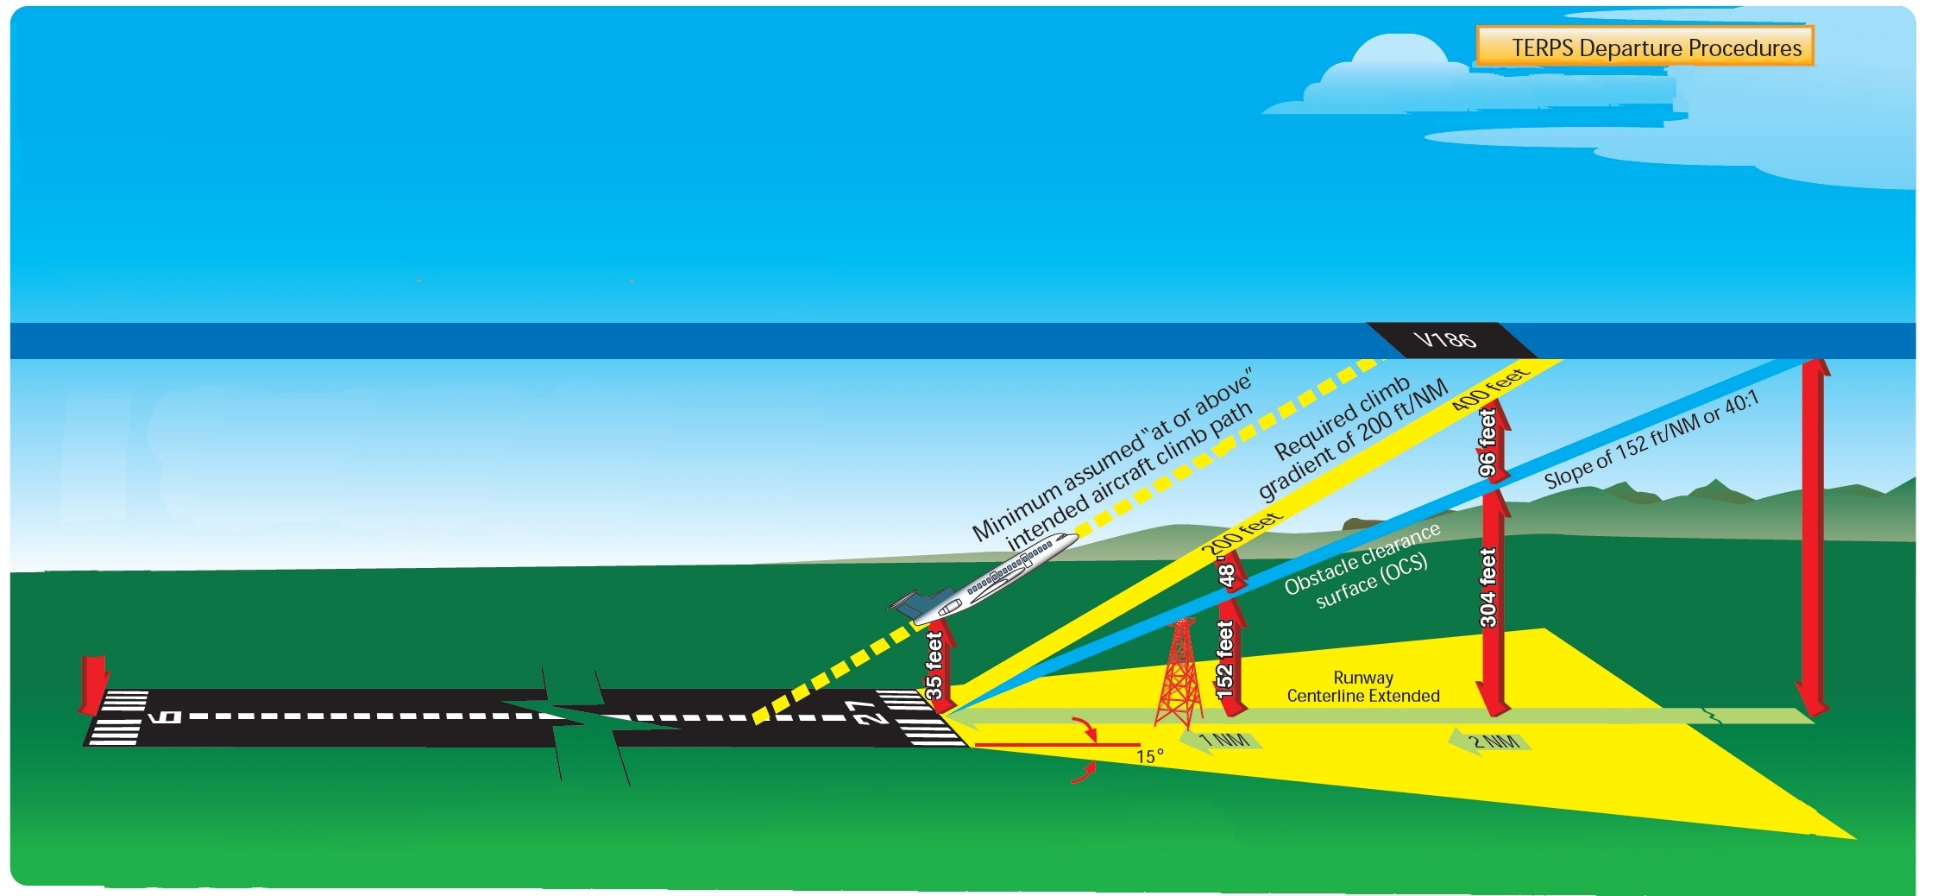 TERPS Departure Procedures
V186
Minimum assumed "at or above"
intended aircraft climb path
Required climb
gradient of 200 ft/NM
400 feet
96 feet
Slope of 152 ft/NM or 40:1
200 feet
48'
Obstacle clearance
surface (OCS)
304 feet
35 feet
152 feet
Runway
Centerline Extended
9
27
1 NM
2 NM
15°